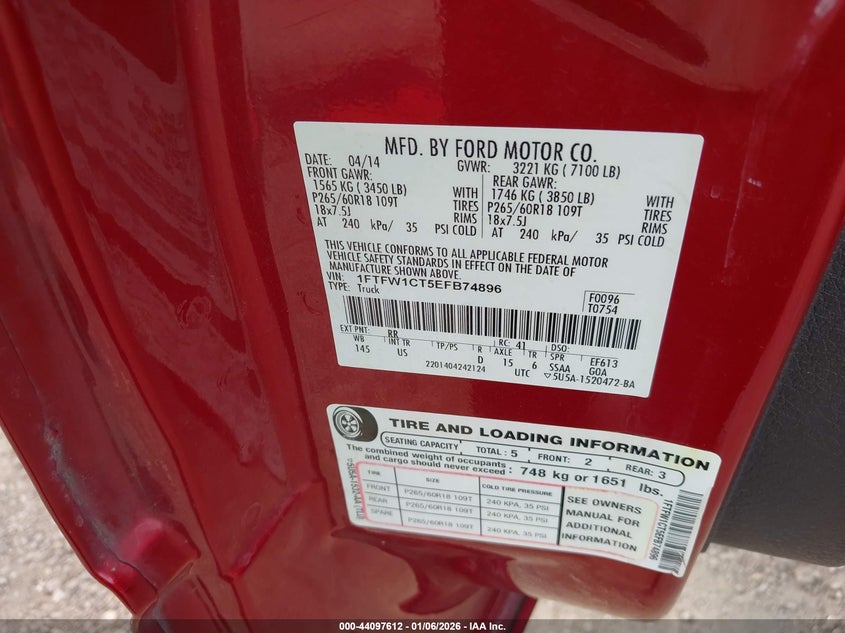 MFD. BY FORD MOTOR CO.
DATE: 04/14 GVWR: 3221 KG ( 7100 LB)
FRONT GAWR: REAR GAWR:
1565 KG ( 3450 LB) WITH 1746 KG ( 3850 LB) WITH
P265/60R18 109T TIRES P265/60R18 109T TIRES
18x7.5J RIMS 18x7.5J RIMS
AT 240 kPa/ 35 PSI COLD AT 240 kPa/ 35 PSI COLD
THIS VEHICLE CONFORMS TO ALL APPLICABLE FEDERAL MOTOR
VEHICLE SAFETY STANDARDS IN EFFECT ON THE DATE OF
MANUFACTURE SHOWN ABOVE.
VIN: 1FTFW1CT5EFB74896
TYPE: Truck
F0096
T0754
EXT PNT: RR RC: 41 DSO:
WB INT TR TP/PS R AXLE TR SPR EF613
145 US D 15 6 SSAA GOA
2201404242124 UTC ▽5U5A-1520472-BA
TIRE AND LOADING INFORMATION
SEATING CAPACITY TOTAL : 5 FRONT: 2 REAR: 3
The combined weight of occupants
and cargo should never exceed : 748 kg or 1651 lbs.
TIRE SIZE COLD TIRE PRESSURE
FRONT P265/60R18 109T 240 KPA, 35 PSI
REAR P265/60R18 109T 240 KPA, 35 PSI
SPARE P265/60R18 109T 240 KPA, 35 PSI
SEE OWNERS
MANUAL FOR
ADDITIONAL
INFORMATION
1FTFW1CT5EFB74896
000-44097612 - 01/06/2026 - IAA Inc.